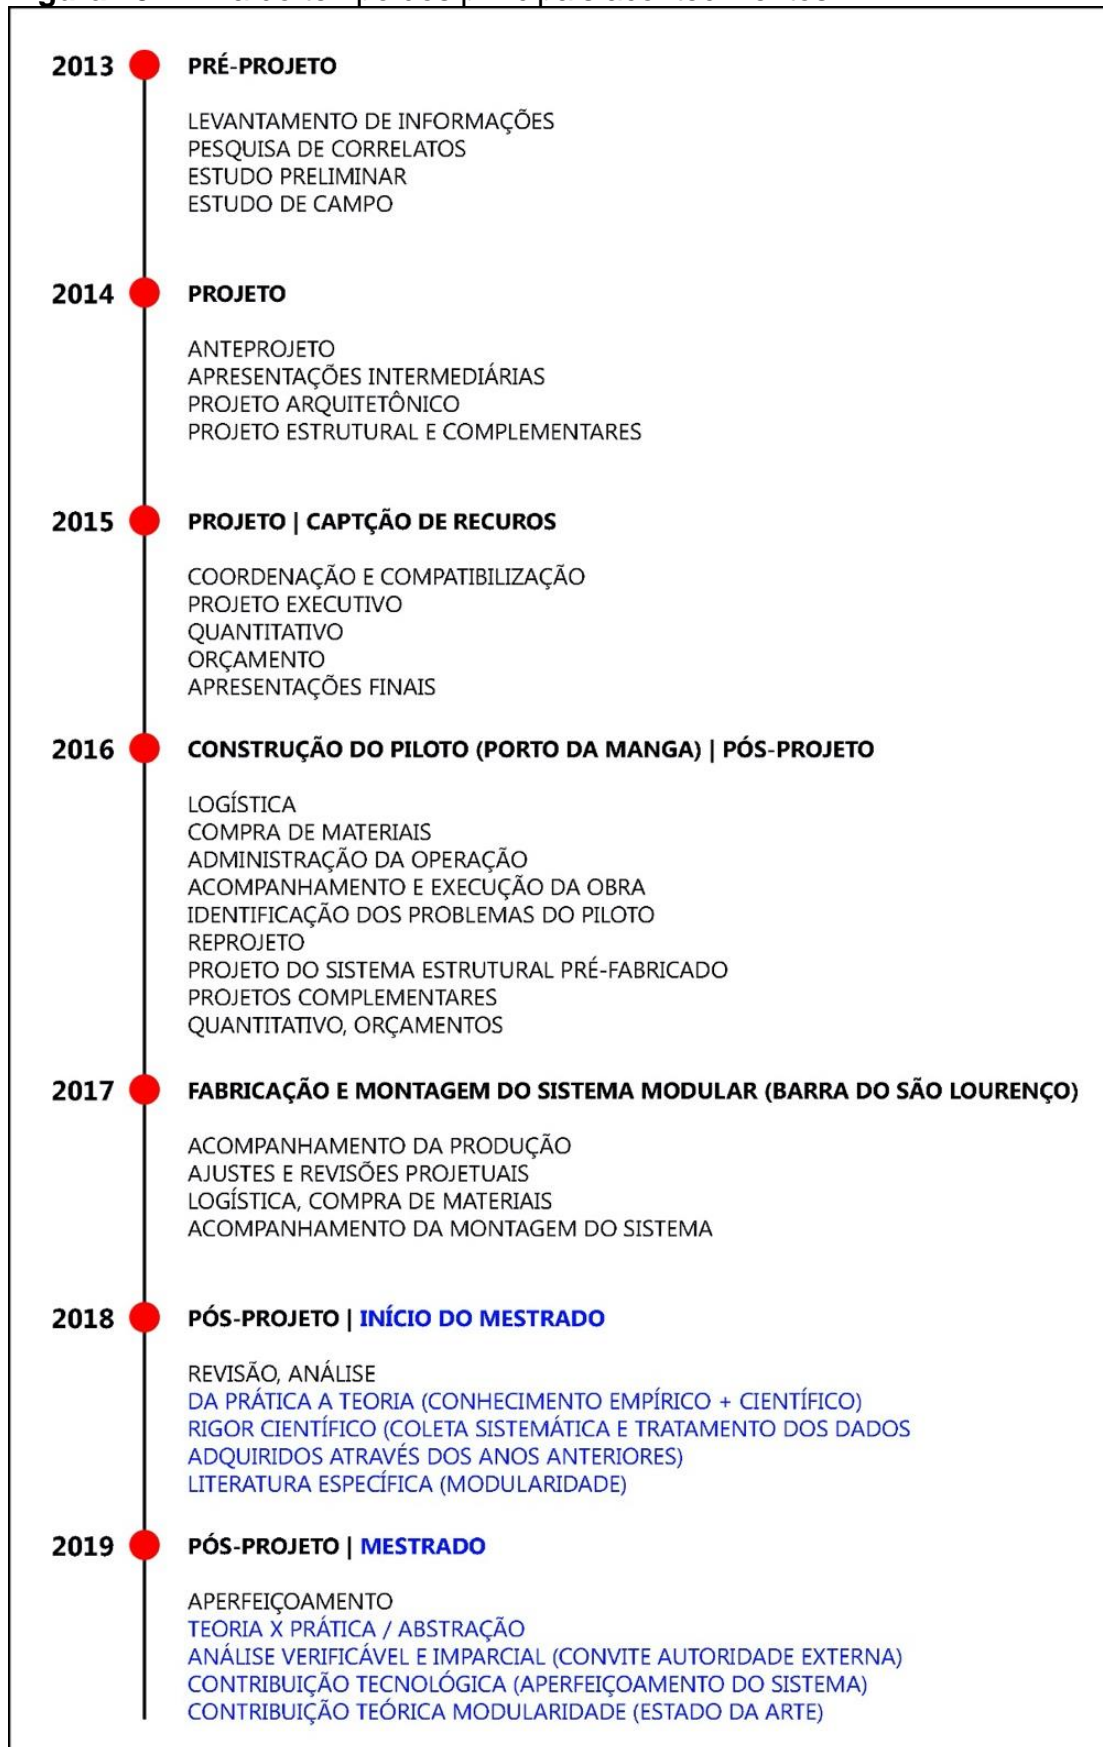 2013 PRÉ-PROJETO
LEVANTAMENTO DE INFORMAÇÕES
PESQUISA DE CORRELATOS
ESTUDO PRELIMINAR
ESTUDO DE CAMPO
2014 PROJETO
ANTEPROJETO
APRESENTAÇÕES INTERMEDIÁRIAS
PROJETO ARQUITETÔNICO
PROJETO ESTRUTURAL E COMPLEMENTARES
2015 PROJETO | CAPTÇÃO DE RECUROS
COORDENAÇÃO E COMPATIBILIZAÇÃO
PROJETO EXECUTIVO
QUANTITATIVO
ORÇAMENTO
APRESENTAÇÕES FINAIS
2016 CONSTRUÇÃO DO PILOTO (PORTO DA MANGA) | PÓS-PROJETO
LOGÍSTICA
COMPRA DE MATERIAIS
ADMINISTRAÇÃO DA OPERAÇÃO
ACOMPANHAMENTO E EXECUÇÃO DA OBRA
IDENTIFICAÇÃO DOS PROBLEMAS DO PILOTO
REPROJETO
PROJETO DO SISTEMA ESTRUTURAL PRÉ-FABRICADO
PROJETOS COMPLEMENTARES
QUANTITATIVO, ORÇAMENTOS
2017 FABRICAÇÃO E MONTAGEM DO SISTEMA MODULAR (BARRA DO SÃO LOURENÇO)
ACOMPANHAMENTO DA PRODUÇÃO
AJUSTES E REVISÕES PROJETUAIS
LOGÍSTICA, COMPRA DE MATERIAIS
ACOMPANHAMENTO DA MONTAGEM DO SISTEMA
2018 PÓS-PROJETO | INÍCIO DO MESTRADO
REVISÃO, ANÁLISE
DA PRÁTICA A TEORIA (CONHECIMENTO EMPÍRICO + CIENTÍFICO)
RIGOR CIENTÍFICO (COLETA SISTEMÁTICA E TRATAMENTO DOS DADOS
ADQUIRIDOS ATRAVÉS DOS ANOS ANTERIORES)
LITERATURA ESPECÍFICA (MODULARIDADE)
2019 PÓS-PROJETO | MESTRADO
APERFEIÇOAMENTO
TEORIA X PRÁTICA / ABSTRAÇÃO
ANÁLISE VERIFICÁVEL E IMPARCIAL (CONVITE AUTORIDADE EXTERNA)
CONTRIBUIÇÃO TECNOLÓGICA (APERFEIÇOAMENTO DO SISTEMA)
CONTRIBUIÇÃO TEÓRICA MODULARIDADE (ESTADO DA ARTE)